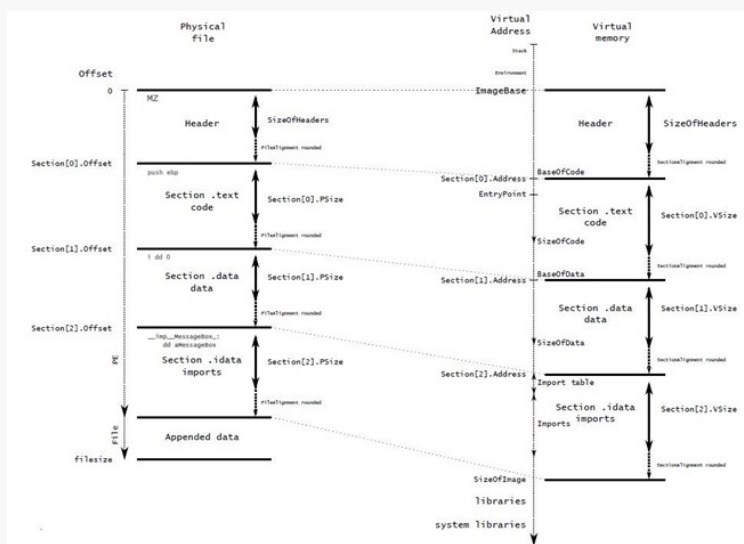 Physical
file
Virtual
Address
Virtual
memory
Stack
Environment
Offset
0
ImageBase
MZ
Header
SizeOfHeaders
FileAlignment rounded
Header
SizeOfHeaders
SectionAlignment rounded
Section[0].Offset
Section[0].Address
BaseOfCode
push ebp
EntryPoint
Section .text
code
Section[0].PSize
FileAlignment rounded
Section .text
code
Section[0].VSize
SectionAlignment rounded
SizeOfCode
Section[1].Offset
BaseOfData
Section[1].Address
! dd 0
Section .data
data
Section[1].PSize
FileAlignment rounded
Section .data
data
Section[1].VSize
SectionAlignment rounded
SizeOfData
Section[2].Offset
Section[2].Address
__imp__MessageBox_:
dd aMessageBox
Section .idata
imports
Section[2].PSize
FileAlignment rounded
Import table
Section .idata
imports
Section[2].VSize
SectionAlignment rounded
Imports
PE
File
Appended data
filesize
SizeOfImage
libraries
system libraries